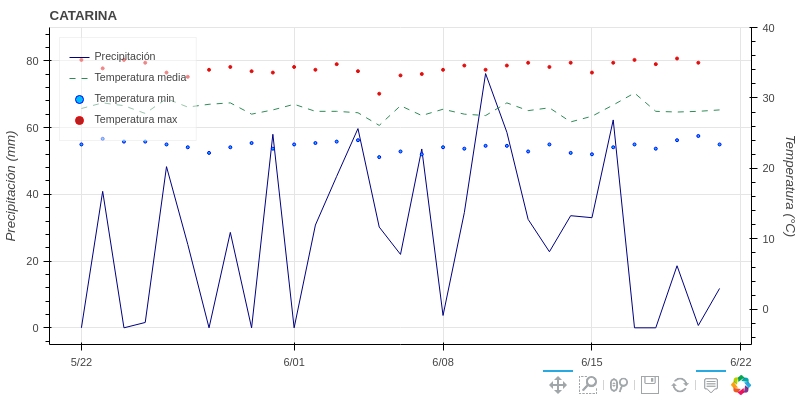 CATARINA
Precipitación
Temperatura media
Temperatura min
Temperatura max
Precipitación (mm)
80
60
40
20
0
Temperatura (°C)
40
30
20
10
0
5/22
6/01
6/08
6/15
6/22